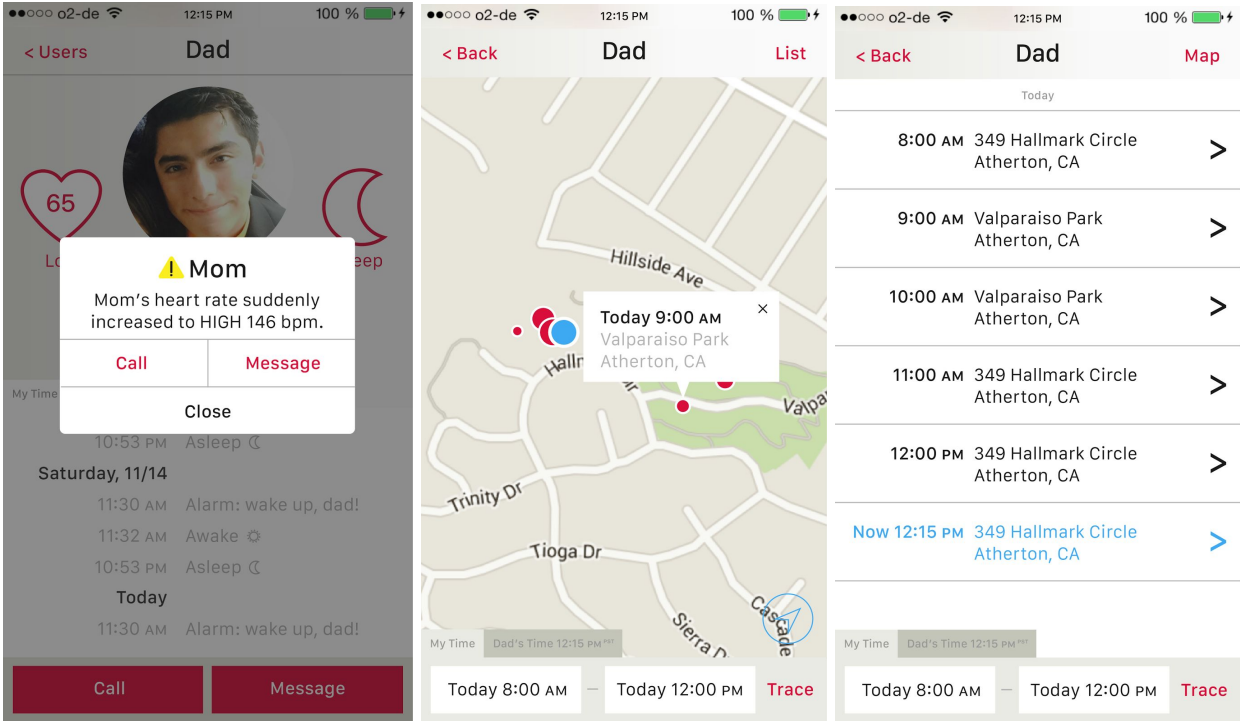 o2-de 12:15 PM 100 %
< Users Dad
65
Mom
Mom's heart rate suddenly
increased to HIGH 146 bpm.
Call Message
Close
My Time
10:53 PM Asleep
Saturday, 11/14
11:30 AM Alarm: wake up, dad!
11:32 AM Awake
10:53 PM Asleep
Today
11:30 AM Alarm: wake up, dad!
Call Message
o2-de 12:15 PM 100 %
< Back Dad List
Hillside Ave
Today 9:00 AM ×
Valparaiso Park
Atherton, CA
Trinity Dr
Tioga Dr
Cascade
My Time Dad's Time 12:15 PM PST
Today 8:00 AM – Today 12:00 PM Trace
o2-de 12:15 PM 100 %
< Back Dad Map
Today
8:00 AM 349 Hallmark Circle >
Atherton, CA
9:00 AM Valparaiso Park >
Atherton, CA
10:00 AM Valparaiso Park >
Atherton, CA
11:00 AM 349 Hallmark Circle >
Atherton, CA
12:00 PM 349 Hallmark Circle >
Atherton, CA
Now 12:15 PM 349 Hallmark Circle >
Atherton, CA
My Time Dad's Time 12:15 PM PST
Today 8:00 AM – Today 12:00 PM Trace